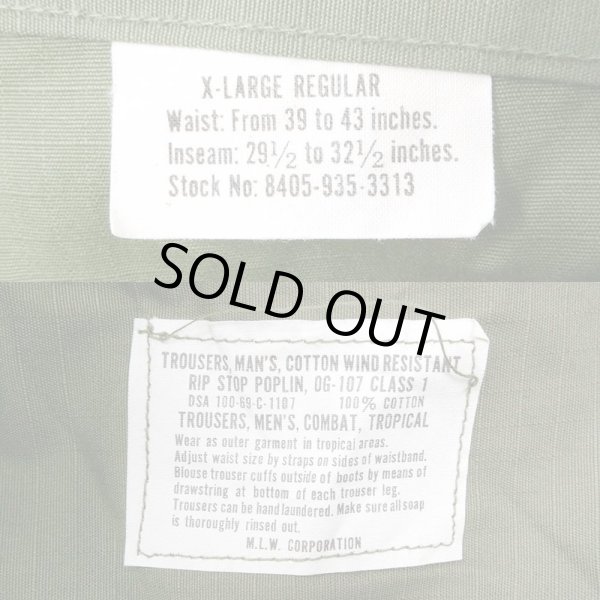 X-LARGE REGULAR
Waist: From 39 to 43 inches.
Inseam: 29½ to 32½ inches.
Stock No: 8405-935-3313
SOLD OUT
TROUSERS, MAN'S, COTTON WIND RESISTANT
RIP STOP POPLIN, OG-107 CLASS 1
DSA 100-69-C-1107 100% COTTON
TROUSERS, MEN'S, COMBAT, TROPICAL
Wear as outer garment in tropical areas.
Adjust waist size by straps on sides of waistband.
Blouse trouser cuffs outside of boots by means of
drawstring at bottom of each trouser leg.
Trousers can be hand laundered. Make sure all soap
is thoroughly rinsed out.
M.L.W. CORPORATION